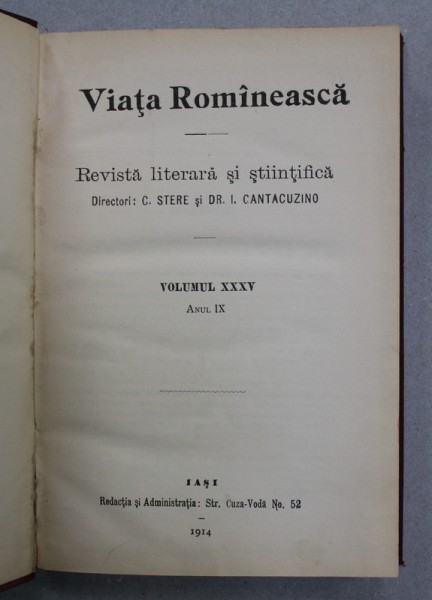 Viaţa Romînească
Revistă literară şi ştiinţifică
Directori: C. STERE şi DR. I. CANTACUZINO
VOLUMUL XXXV
ANUL IX
IAŞI
Redacţia şi Administraţia: Str. Cuza-Vodă No. 52
1914